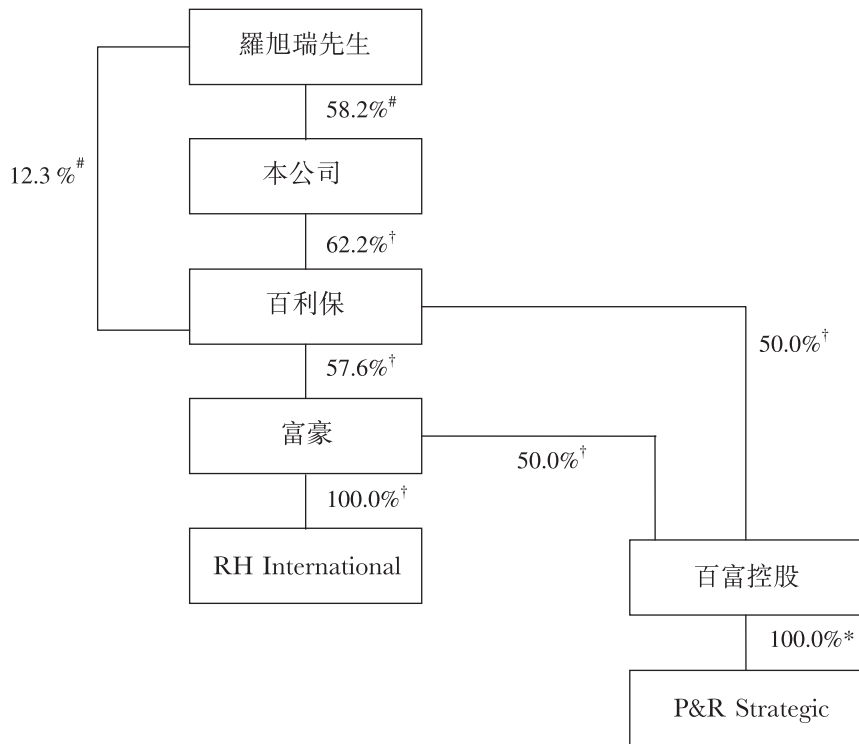 羅旭瑞先生
58.2%#
12.3 %#
本公司
62.2%†
百利保
50.0%†
57.6%†
富豪
50.0%†
100.0%†
RH International
百富控股
100.0%*
P&R Strategic